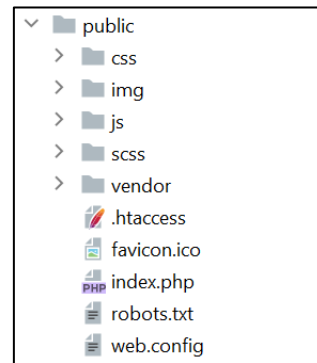 public
css
img
js
scss
vendor
.htaccess
favicon.ico
PHP index.php
robots.txt
web.config